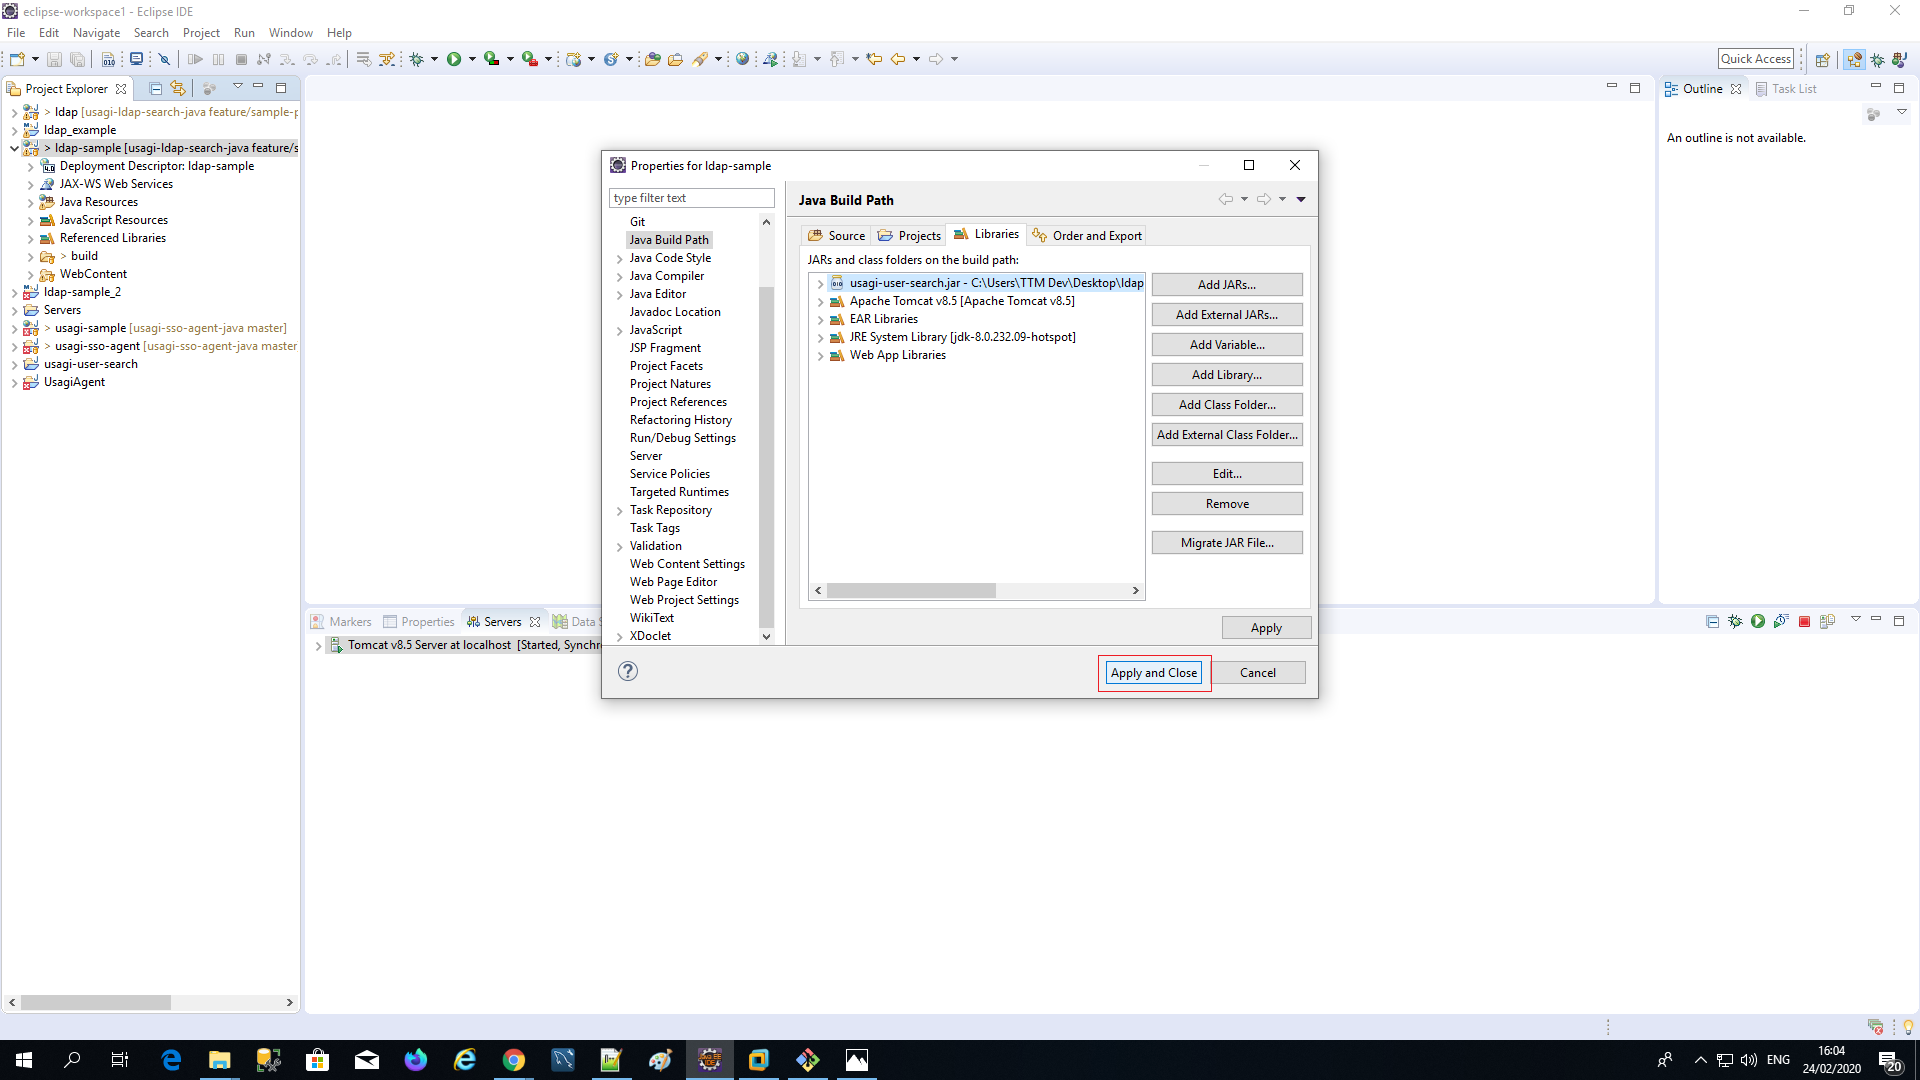 eclipse-workspace1 - Eclipse IDE
File Edit Navigate Search Project Run Window Help
Quick Access
Project Explorer
> ldap [usagi-ldap-search-java feature/sample-p
ldap_example
> ldap-sample [usagi-ldap-search-java feature/s
Deployment Descriptor: ldap-sample
JAX-WS Web Services
Java Resources
JavaScript Resources
Referenced Libraries
> build
WebContent
ldap-sample_2
Servers
> usagi-sample [usagi-sso-agent-java master]
> usagi-sso-agent [usagi-sso-agent-java master
usagi-user-search
UsagiAgent
Outline
Task List
An outline is not available.
Properties for ldap-sample
type filter text
Git
Java Build Path
Java Code Style
Java Compiler
Java Editor
Javadoc Location
JavaScript
JSP Fragment
Project Facets
Project Natures
Project References
Refactoring History
Run/Debug Settings
Server
Service Policies
Targeted Runtimes
Task Repository
Task Tags
Validation
Web Content Settings
Web Page Editor
Web Project Settings
WikiText
XDoclet
Java Build Path
Source Projects Libraries Order and Export
JARs and class folders on the build path:
usagi-user-search.jar - C:\Users\TTM Dev\Desktop\ldap
Apache Tomcat v8.5 [Apache Tomcat v8.5]
EAR Libraries
JRE System Library [jdk-8.0.232.09-hotspot]
Web App Libraries
Add JARs...
Add External JARs...
Add Variable...
Add Library...
Add Class Folder...
Add External Class Folder...
Edit...
Remove
Migrate JAR File...
Apply
Apply and Close
Cancel
Markers Properties Servers Data S
Tomcat v8.5 Server at localhost [Started, Synchr
ENG
16:04
24/02/2020
20